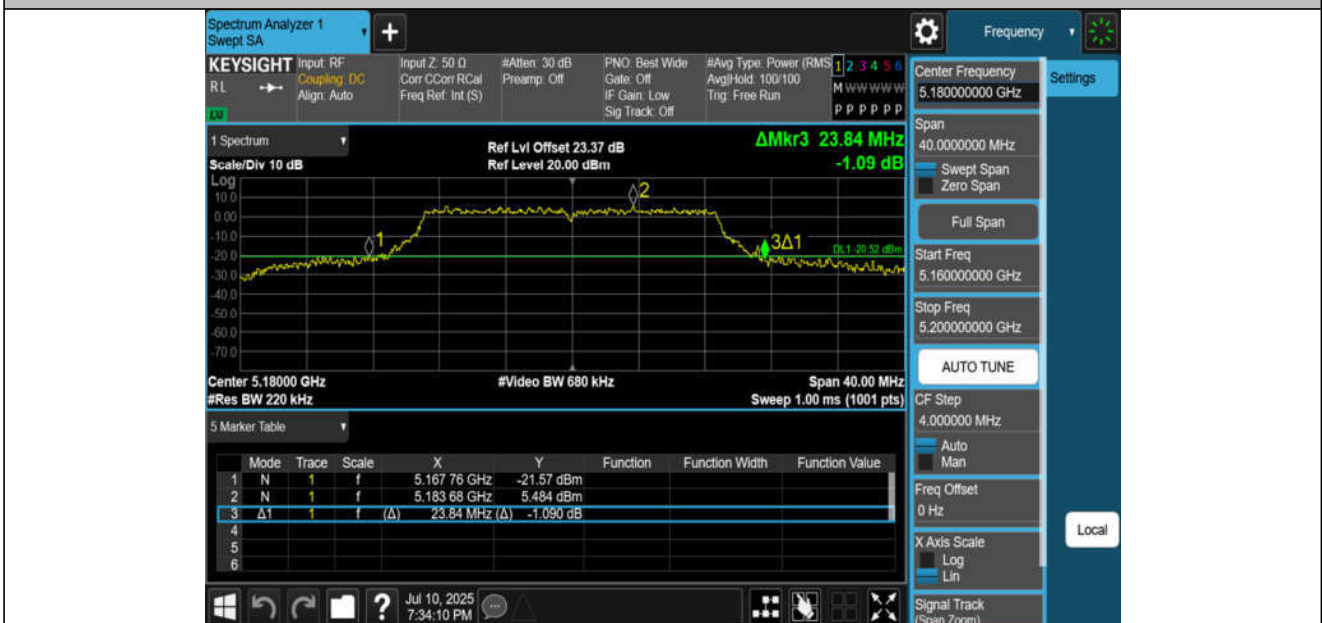 Spectrum Analyzer 1
Swept SA
+
Frequency
KEYSIGHT
RL
LXI
Input: RF
Coupling: DC
Align: Auto
Input Z: 50 Ω
Corr CCorr RCal
Freq Ref: Int (S)
#Atten: 30 dB
Preamp: Off
PNO: Best Wide
Gate: Off
IF Gain: Low
Sig Track: Off
#Avg Type: Power (RMS
Avg|Hold: 100/100
Trig: Free Run
1 2 3 4 5 6
M W W W W W
P P P P P P
1 Spectrum
Scale/Div 10 dB
Ref Lvl Offset 23.37 dB
Ref Level 20.00 dBm
ΔMkr3 23.84 MHz
-1.09 dB
Log
10.0
0.00
-10.0
-20.0
-30.0
-40.0
-50.0
-60.0
-70.0
1
2
3Δ1
DL1 -20.52 dBm
Center 5.18000 GHz
#Video BW 680 kHz
Span 40.00 MHz
#Res BW 220 kHz
Sweep 1.00 ms (1001 pts)
5 Marker Table
Mode Trace Scale X Y Function Function Width Function Value
1 N 1 f 5.167 76 GHz -21.57 dBm
2 N 1 f 5.183 68 GHz 5.484 dBm
3 Δ1 1 f (Δ) 23.84 MHz (Δ) -1.090 dB
4
5
6
?
Jul 10, 2025
7:34:10 PM
Center Frequency
5.180000000 GHz
Span
40.0000000 MHz
Swept Span
Zero Span
Full Span
Start Freq
5.160000000 GHz
Stop Freq
5.200000000 GHz
AUTO TUNE
CF Step
4.000000 MHz
Auto
Man
Freq Offset
0 Hz
X Axis Scale
Log
Lin
Signal Track
(Span Zoom)
Settings
Local